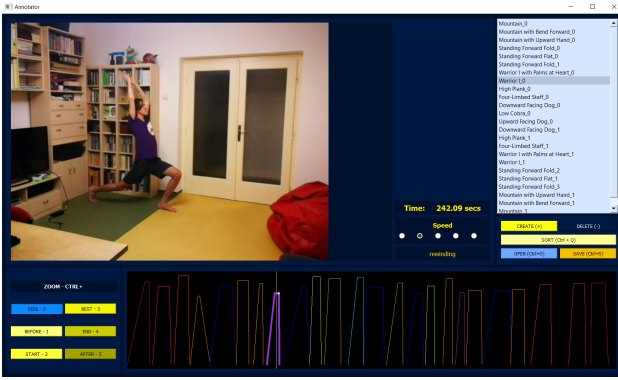 Annotator
Mountain_0
Mountain with Bend Forward_0
Mountain with Upward Hand_0
Standing Forward Fold_0
Standing Forward Flat_0
Standing Forward Fold_1
Warrior I with Palms at Heart_0
Warrior I_0
High Plank_0
Four-Limbed Staff_0
Downward Facing Dog_0
Low Cobra_0
Upward Facing Dog_0
Downward Facing Dog_1
High Plank_1
Four-Limbed Staff_1
Warrior I with Palms at Heart_1
Warrior I_1
Standing Forward Fold_2
Standing Forward Flat_1
Standing Forward Fold_3
Mountain with Upward Hand_1
Mountain with Bend Forward_1
Mountain_1
Time: 242.09 secs
Speed
rewinding
CREATE (+) DELETE (-)
SORT (Ctrl + Q)
OPEN (Ctrl+O) SAVE (Ctrl+S)
ZOOM - CTRL+
SEEK - 0 BEST - 3
BEFORE - 1 END - 4
START - 2 AFTER - 5